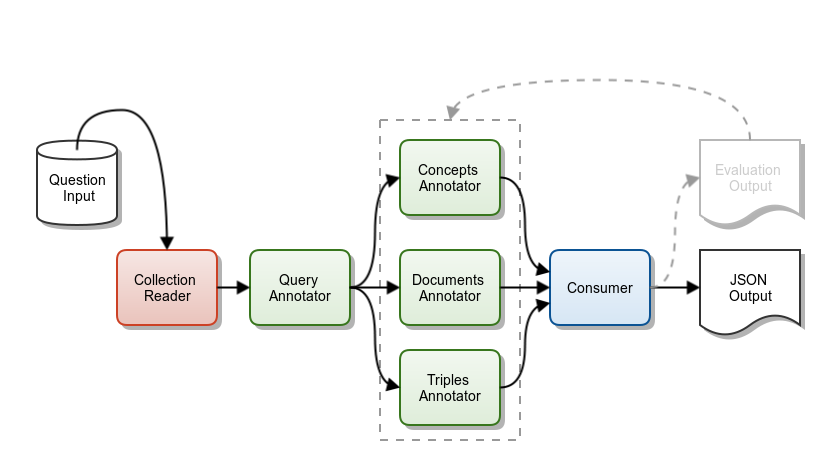 Question
Input
Collection
Reader
Query
Annotator
Concepts
Annotator
Documents
Annotator
Triples
Annotator
Consumer
Evaluation
Output
JSON
Output